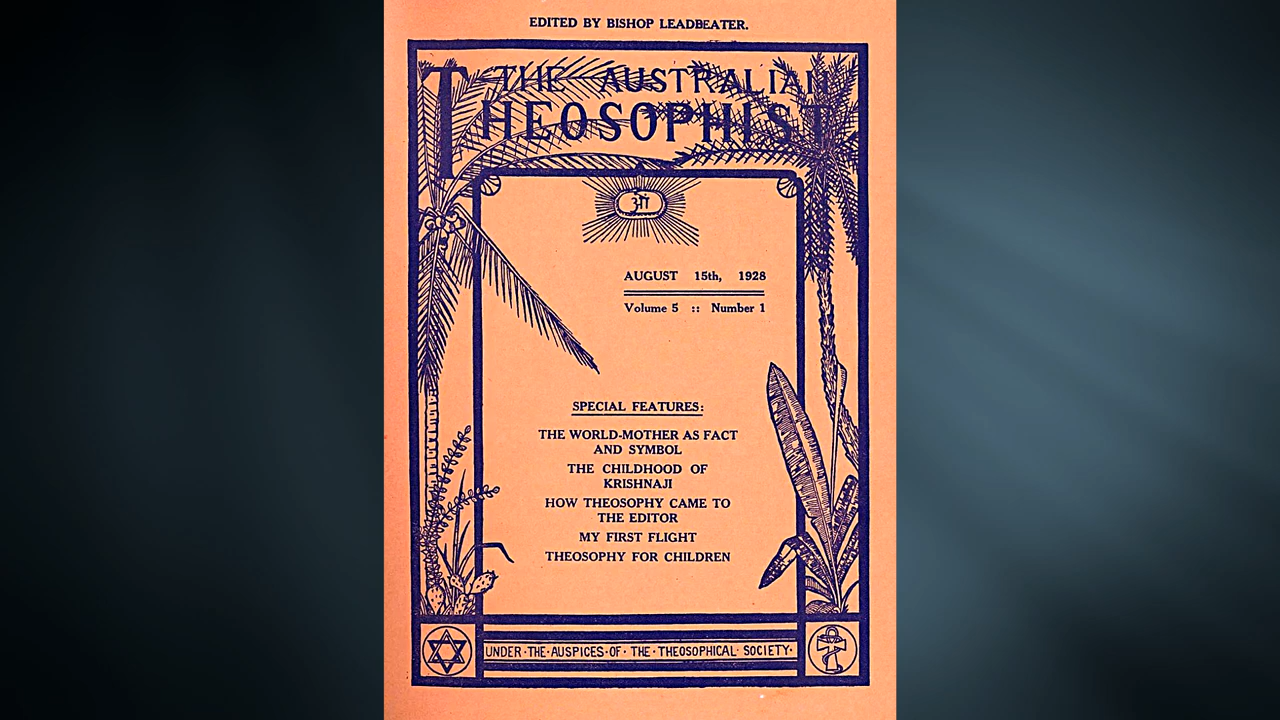 EDITED BY BISHOP LEADBEATER.
THE AUSTRALIAN
THEOSOPHIST
AUGUST 15th, 1928
Volume 5 :: Number 1
SPECIAL FEATURES:
THE WORLD-MOTHER AS FACT
AND SYMBOL
THE CHILDHOOD OF
KRISHNAJI
HOW THEOSOPHY CAME TO
THE EDITOR
MY FIRST FLIGHT
THEOSOPHY FOR CHILDREN
UNDER·THE·AUSPICES·OF·THE·THEOSOPHICAL·SOCIETY·